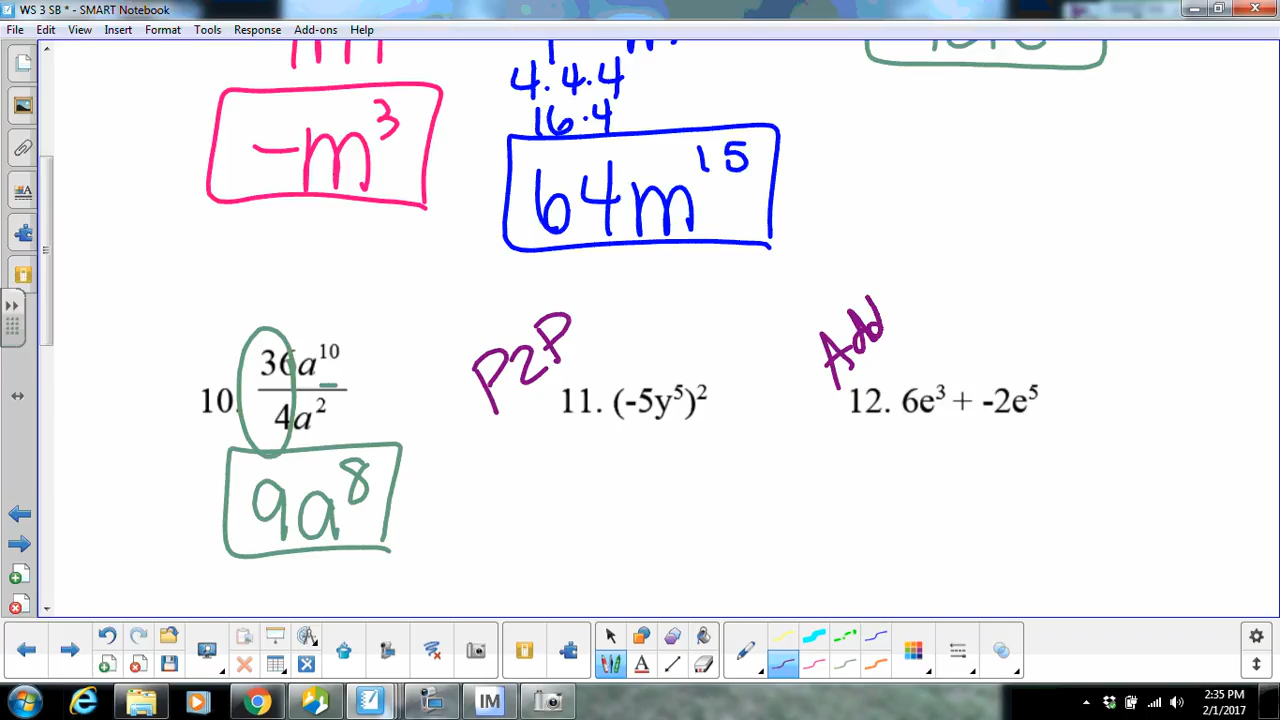 WS 3 SB * - SMART Notebook
File Edit View Insert Format Tools Response Add-ons Help
4.4.4
16.4
-m³
64m¹⁵
10. 36a¹⁰ / 4a²
9a⁸
P2P
11. (-5y⁵)²
Add
12. 6e³ + -2e⁵
IM
2:35 PM
2/1/2017